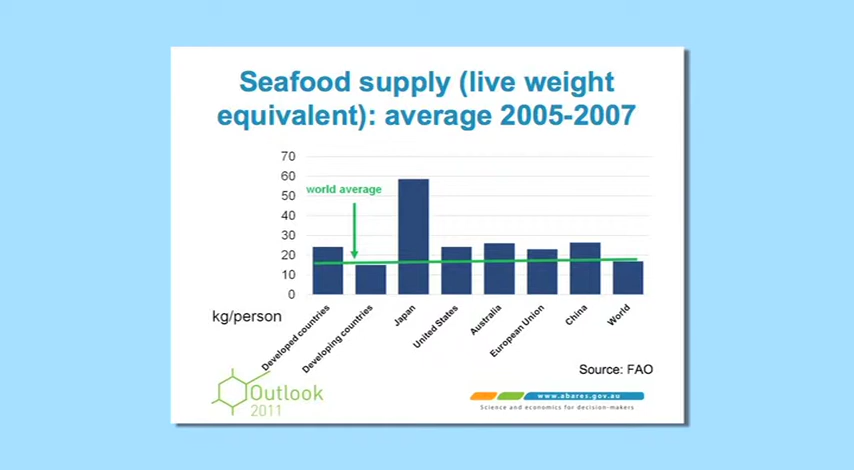 Seafood supply (live weight
equivalent): average 2005-2007
70
60
50
40
30
20
10
0
world average
kg/person
Developed countries
Developing countries
Japan
United States
Australia
European Union
China
World
Source: FAO
Outlook
2011
www.abares.gov.au
Science and economics for decision-makers